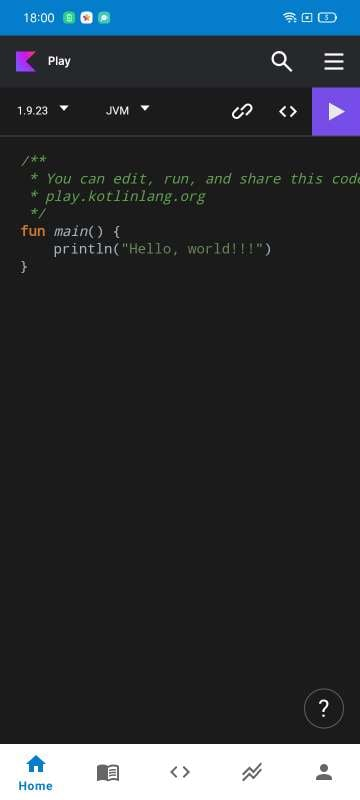 18:00
5
Play
1.9.23
JVM
/**
* You can edit, run, and share this code
* play.kotlinlang.org
*/
fun main() {
println("Hello, world!!!")
}
?
Home